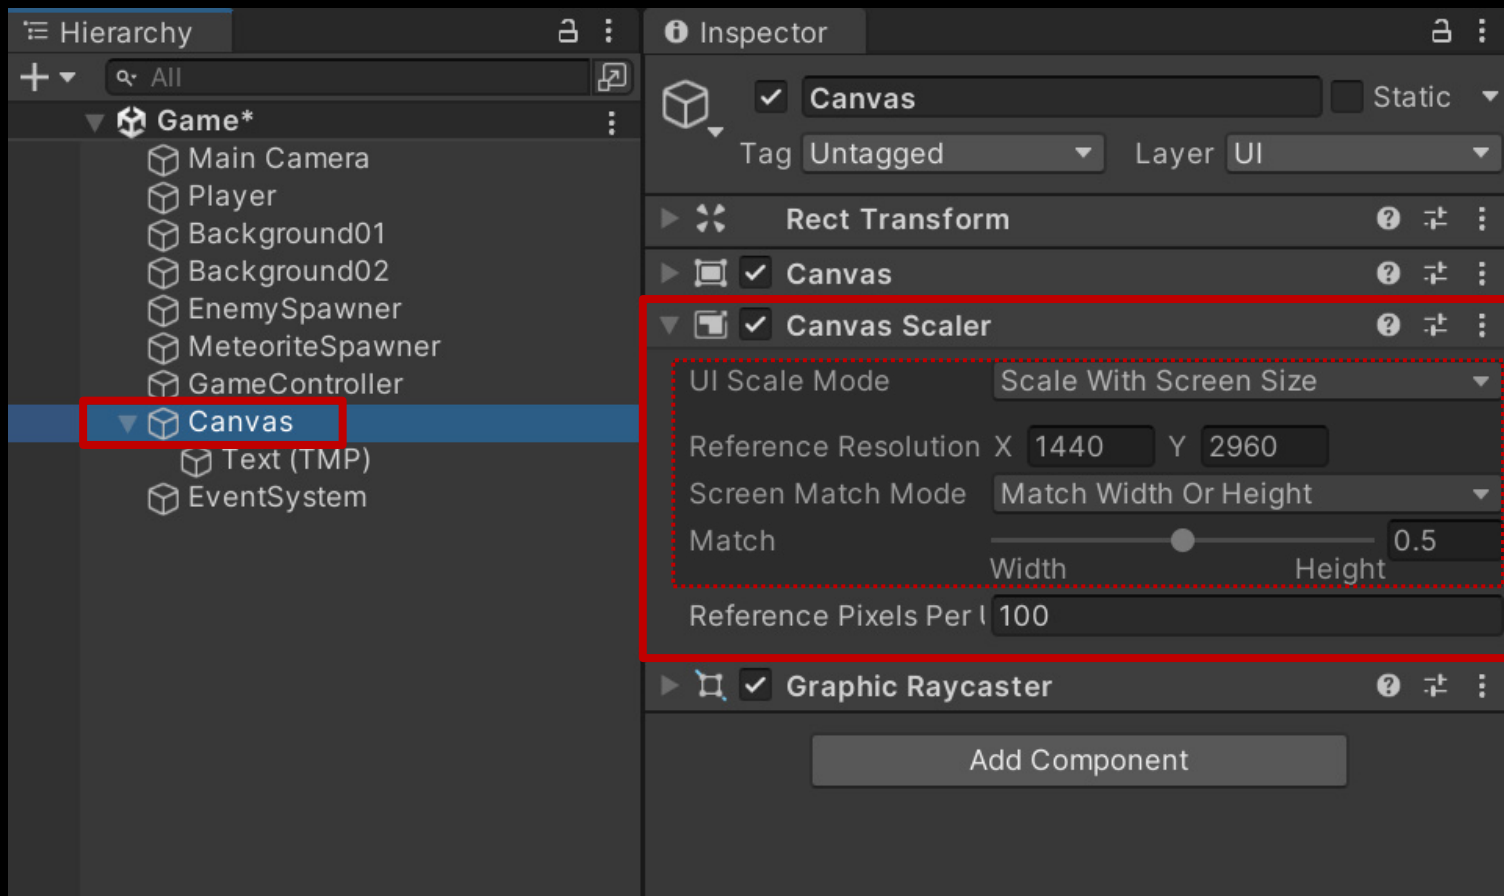 Hierarchy
All
Game*
Main Camera
Player
Background01
Background02
EnemySpawner
MeteoriteSpawner
GameController
Canvas
Text (TMP)
EventSystem
Inspector
Canvas
Static
Tag Untagged Layer UI
Rect Transform
Canvas
Canvas Scaler
UI Scale Mode Scale With Screen Size
Reference Resolution X 1440 Y 2960
Screen Match Mode Match Width Or Height
Match 0.5
Width Height
Reference Pixels Per 100
Graphic Raycaster
Add Component